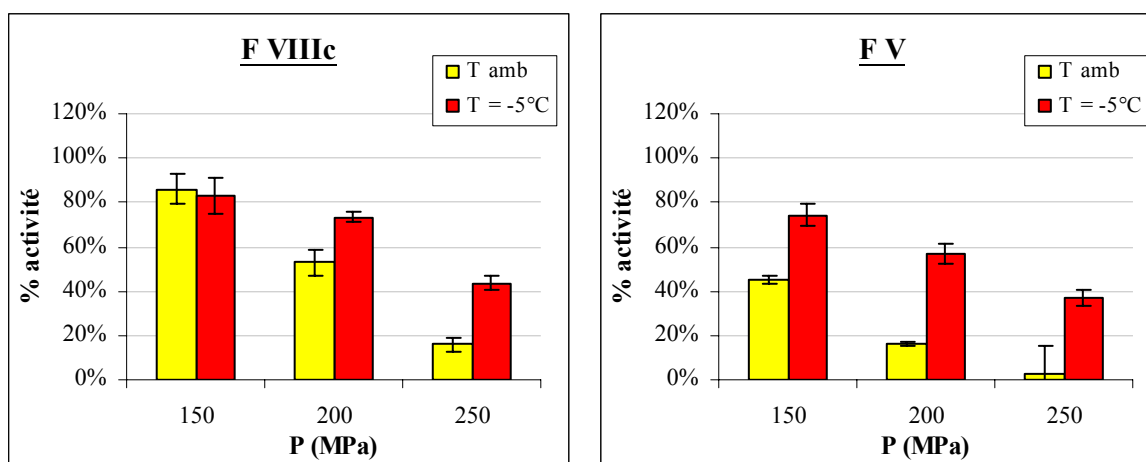 F VIIIc
T amb
T = -5°C
120%
100%
80%
60%
40%
20%
0%
% activité
150 200 250
P (MPa)
F V
T amb
T = -5°C
120%
100%
80%
60%
40%
20%
0%
% activité
150 200 250
P (MPa)